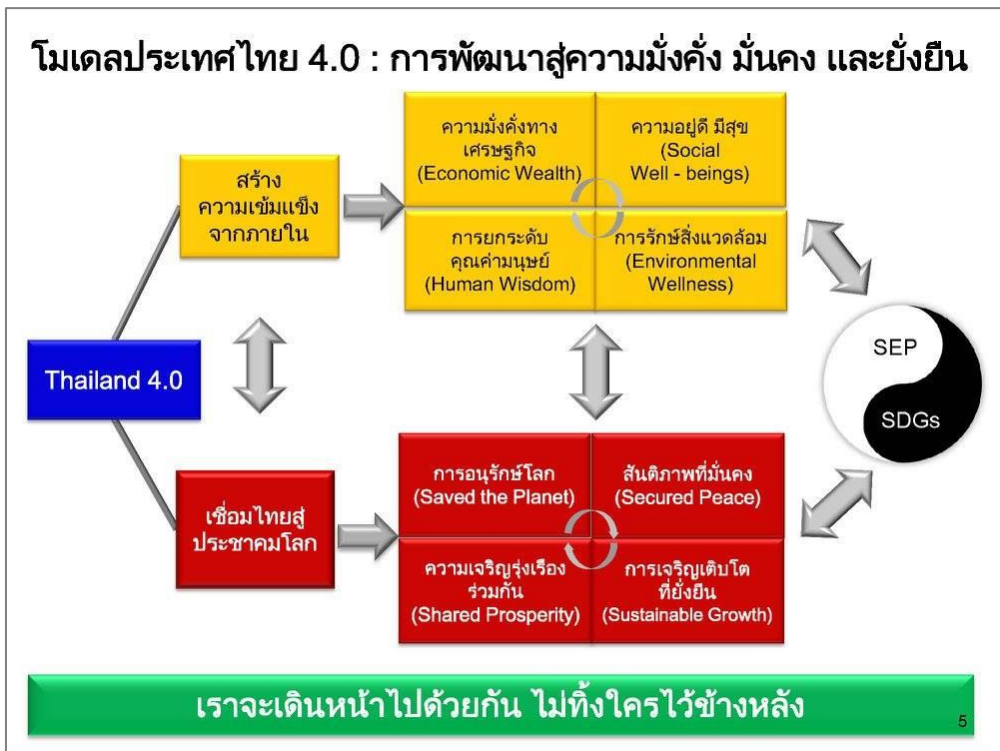 โมเดลประเทศไทย 4.0 : การพัฒนาสู่ความมั่งคั่ง มั่นคง และยั่งยืน
สร้าง
ความเข้มแข็ง
จากภายใน
ความมั่งคั่งทาง
เศรษฐกิจ
(Economic Wealth)
ความอยู่ดี มีสุข
(Social
Well - beings)
การยกระดับ
คุณค่ามนุษย์
(Human Wisdom)
การรักษ์สิ่งแวดล้อม
(Environmental
Wellness)
Thailand 4.0
SEP
SDGs
เชื่อมไทยสู่
ประชาคมโลก
การอนุรักษ์โลก
(Saved the Planet)
สันติภาพที่มั่นคง
(Secured Peace)
ความเจริญรุ่งเรือง
ร่วมกัน
(Shared Prosperity)
การเจริญเติบโต
ที่ยั่งยืน
(Sustainable Growth)
เราจะเดินหน้าไปด้วยกัน ไม่ทิ้งใครไว้ข้างหลัง
5